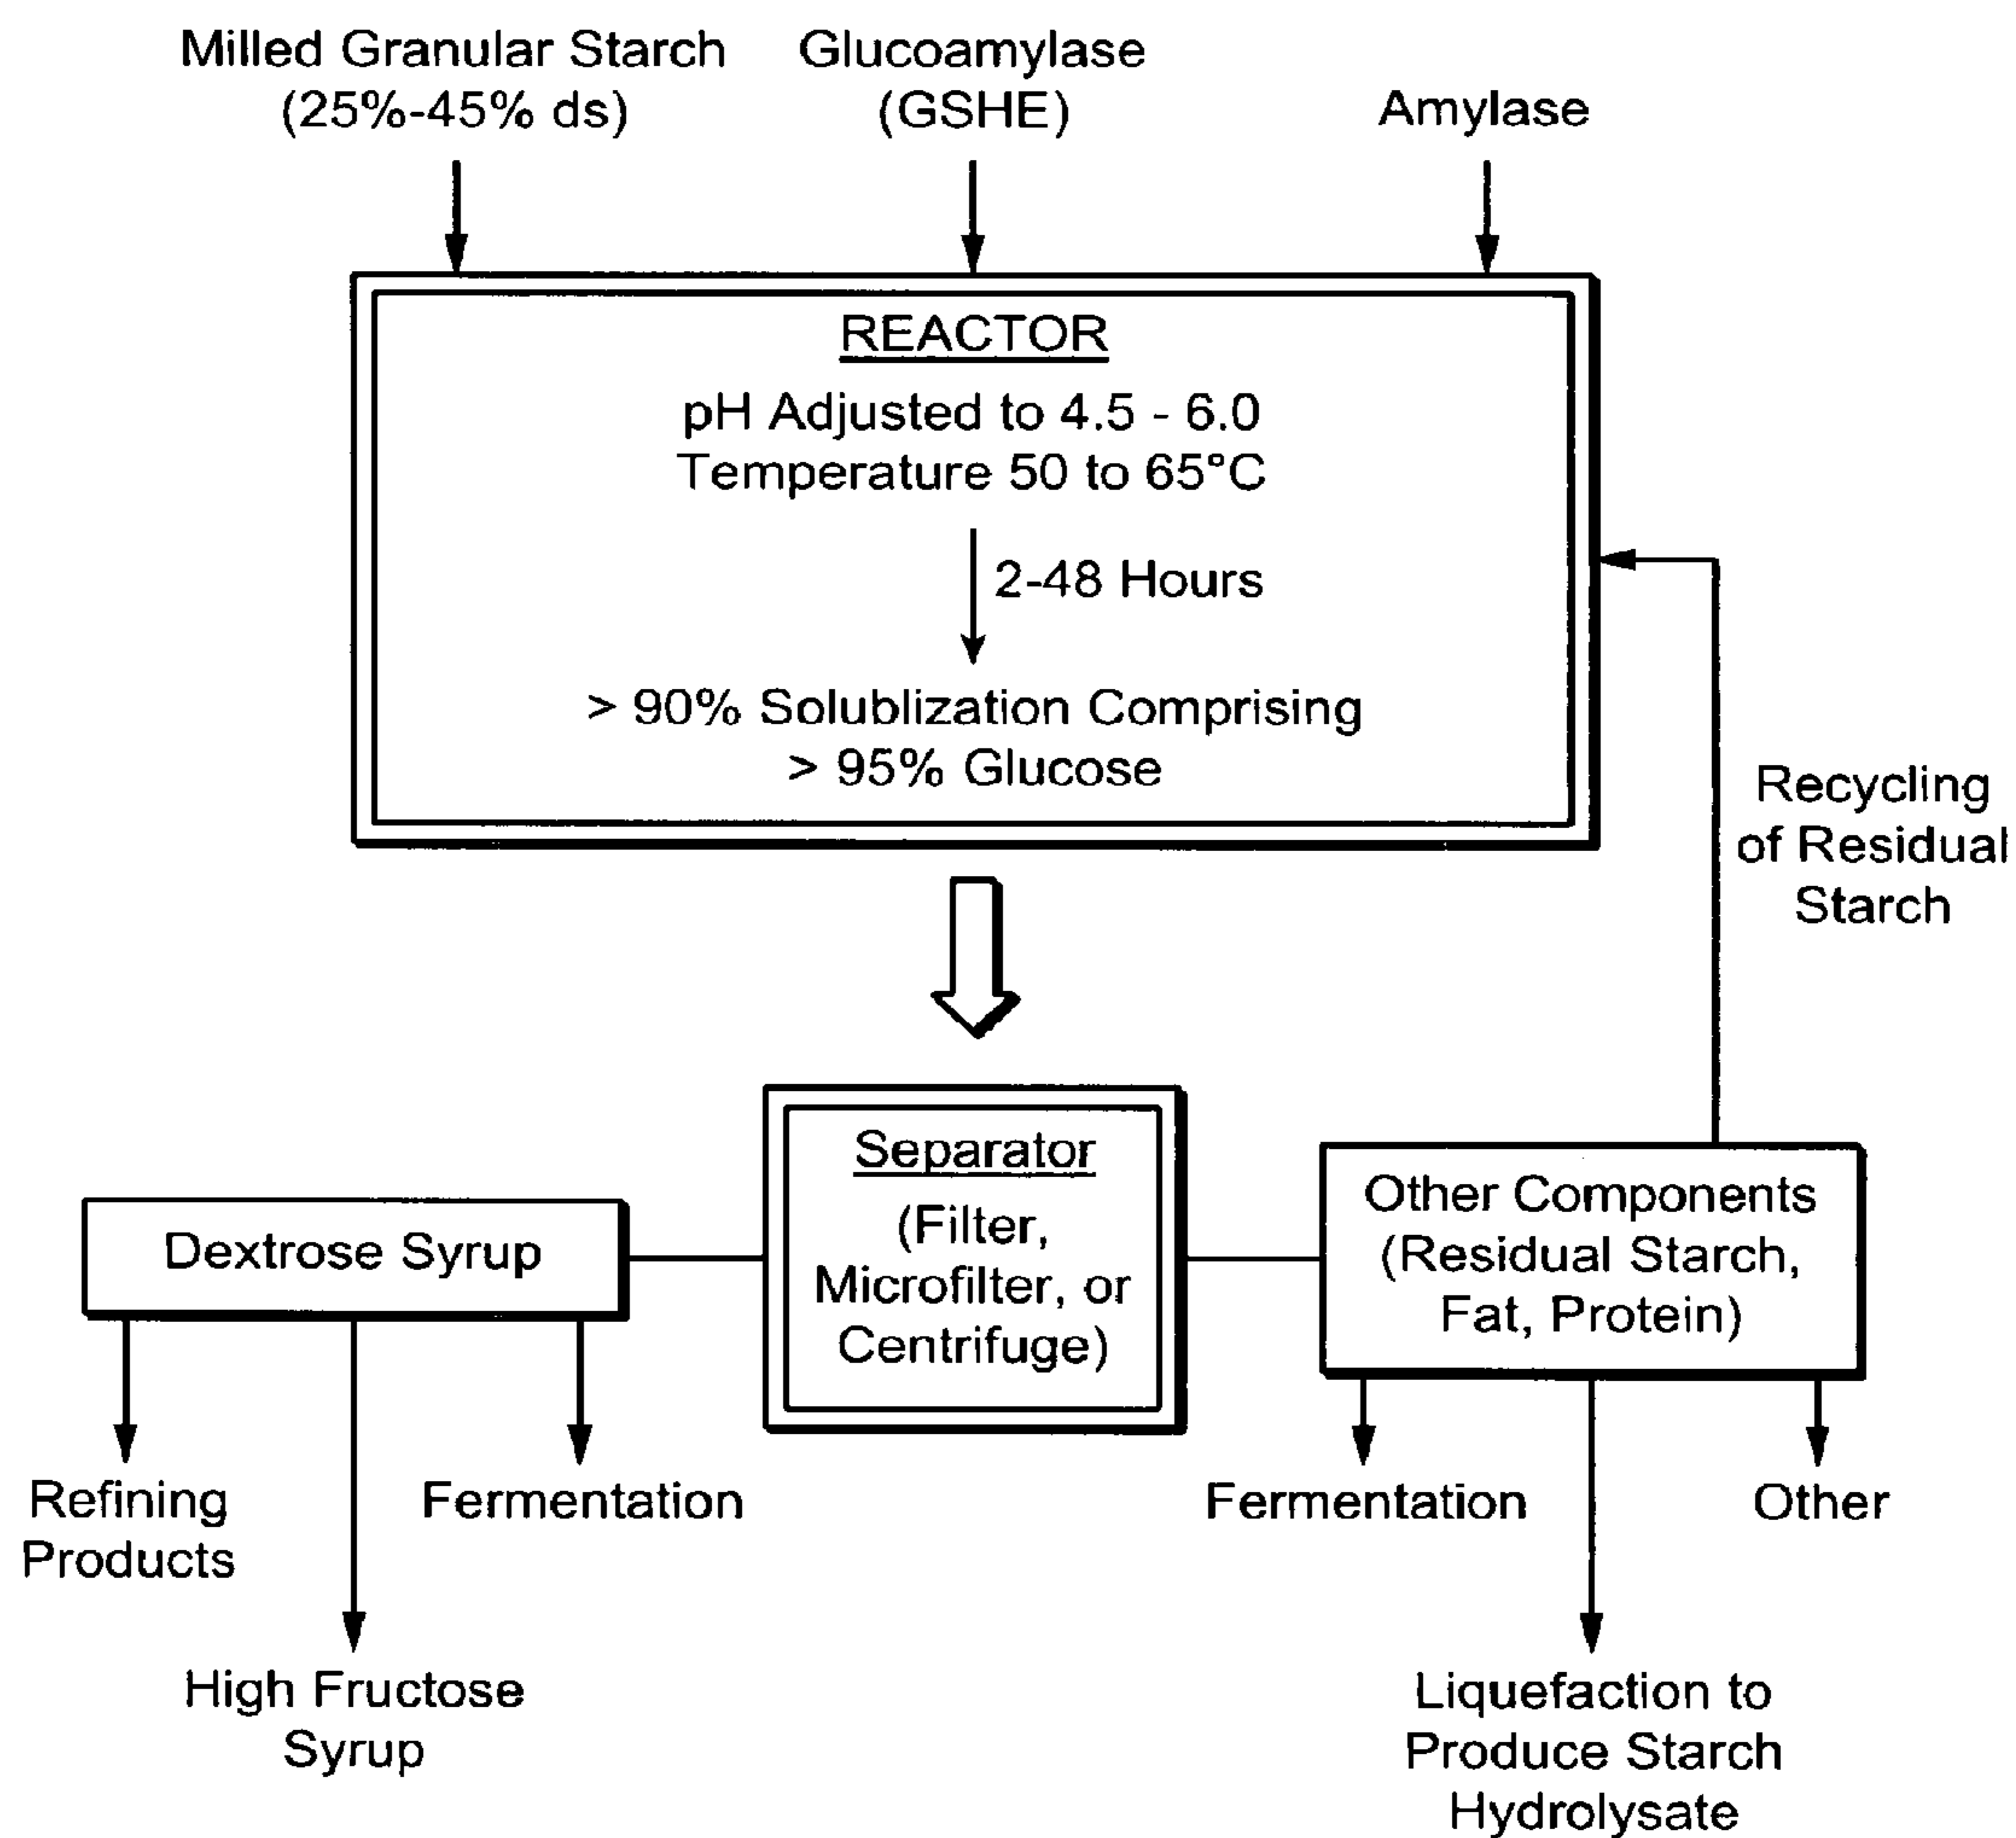 Milled Granular Starch
(25%-45% ds)
Glucoamylase
(GSHE)
Amylase
REACTOR
pH Adjusted to 4.5 - 6.0
Temperature 50 to 65°C
2-48 Hours
> 90% Solublization Comprising
> 95% Glucose
Recycling
of Residual
Starch
Separator
(Filter,
Microfilter, or
Centrifuge)
Dextrose Syrup
Other Components
(Residual Starch,
Fat, Protein)
Refining
Products
Fermentation
High Fructose
Syrup
Fermentation
Other
Liquefaction to
Produce Starch
Hydrolysate